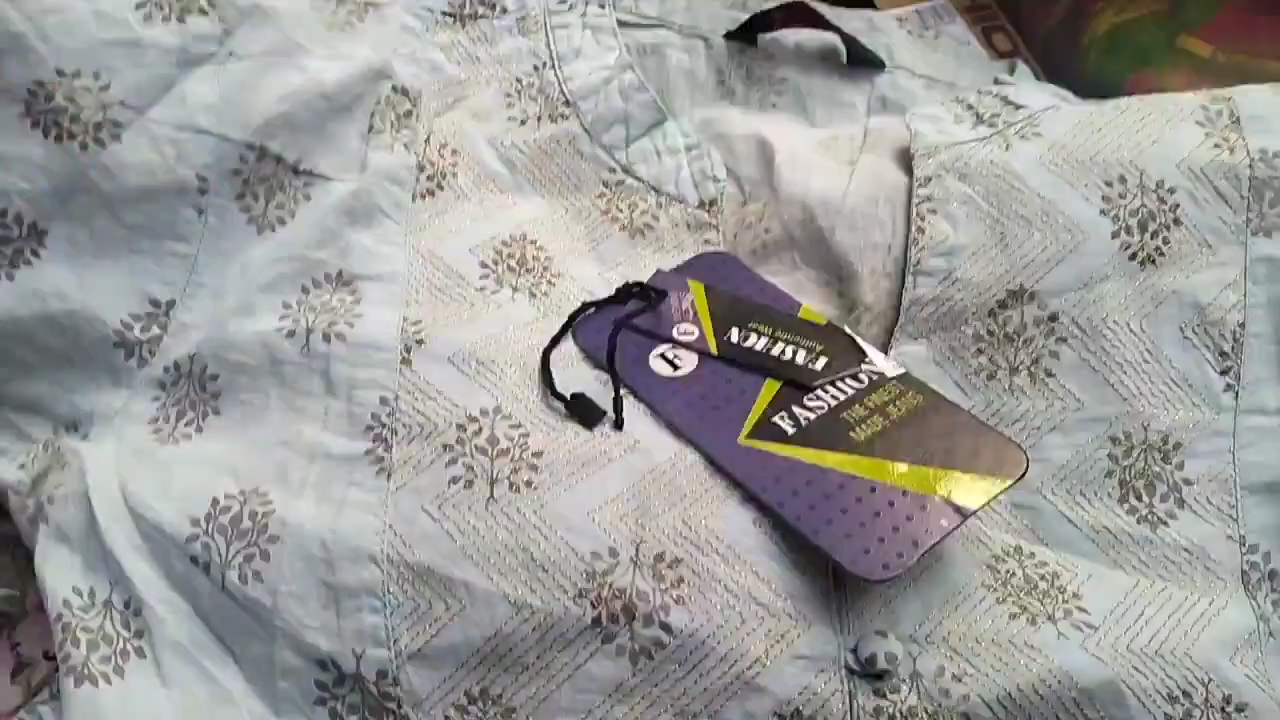 F
FASHION
THE FINEST
MADE JEANS
F
FASHION
Authentic Wear